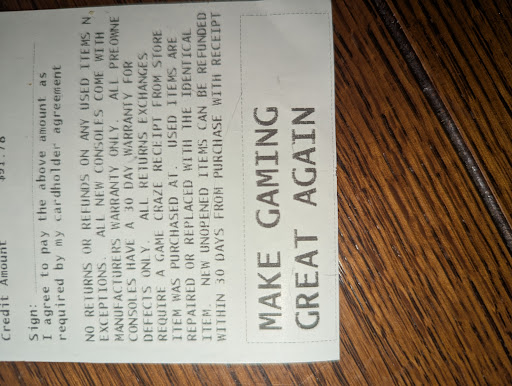 Credit Amount $91.78
Sign:
I agree to pay the above amount as
required by my cardholder agreement
NO RETURNS OR REFUNDS ON ANY USED ITEMS N
EXCEPTIONS. ALL NEW CONSOLES COME WITH
MANUFACTURERS WARRANTY ONLY. ALL PREOWNE
CONSOLES HAVE A 30 DAY WARRANTY FOR
DEFECTS ONLY. ALL RETURNS EXCHANGES
REQUIRE A GAME CRAZE RECEIPT FROM STORE
ITEM WAS PURCHASED AT. USED ITEMS ARE
REPAIRED OR REPLACED WITH THE IDENTICAL
ITEM. NEW UNOPENED ITEMS CAN BE REFUNDED
WITHIN 30 DAYS FROM PURCHASE WITH RECEIPT
MAKE GAMING
GREAT AGAIN